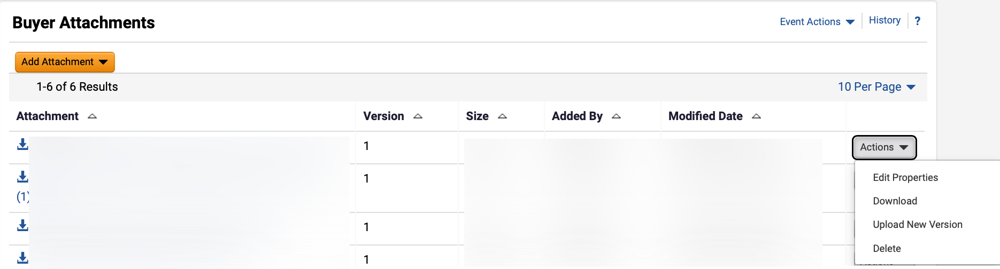 Buyer Attachments
Event Actions
History
?
Add Attachment
1-6 of 6 Results
10 Per Page
Attachment
Version
Size
Added By
Modified Date
1
Actions
1
Edit Properties
(1)
Download
1
Upload New Version
Delete
1